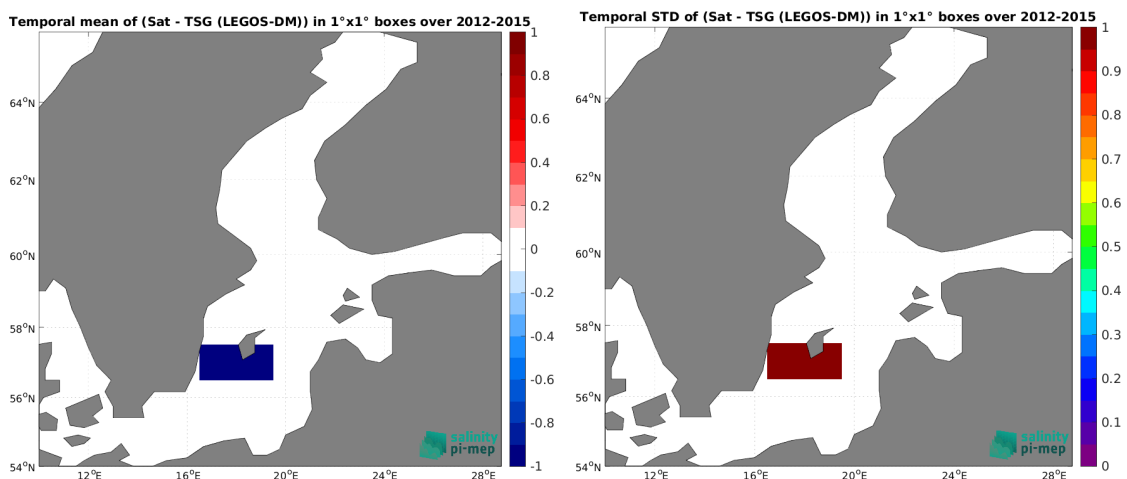 Temporal mean of (Sat - TSG (LEGOS-DM)) in 1°x1° boxes over 2012-2015
64°N
62°N
60°N
58°N
56°N
54°N
12°E
16°E
20°E
24°E
28°E
1
0.8
0.6
0.4
0.2
0
-0.2
-0.4
-0.6
-0.8
-1
salinity
pi-mep
Temporal STD of (Sat - TSG (LEGOS-DM)) in 1°x1° boxes over 2012-2015
64°N
62°N
60°N
58°N
56°N
54°N
12°E
16°E
20°E
24°E
28°E
1
0.9
0.8
0.7
0.6
0.5
0.4
0.3
0.2
0.1
0
salinity
pi-mep